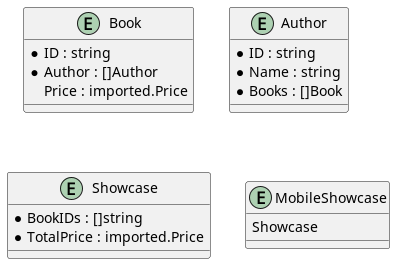 E Book
* ID : string
* Author : []Author
Price : imported.Price
E Author
* ID : string
* Name : string
* Books : []Book
E Showcase
* BookIDs : []string
* TotalPrice : imported.Price
E MobileShowcase
Showcase